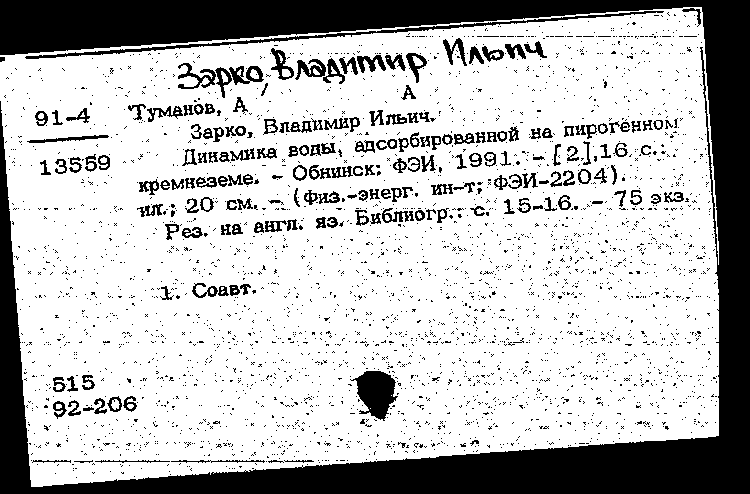 Зарко, Владимир Ильич
91-4
Туманов, А А
Зарко, Владимир Ильич.
13559
Динамика воды, адсорбированной на пирогенном
кремнеземе. - Обнинск: ФЭИ, 1991. - [2],16 с.:
ил.; 20 см. - (Физ.-энерг. ин-т; ФЭИ-2204).
Рез. на англ. яз. Библиогр.: с. 15-16. - 75 экз.
1. Соавт.
515
92-206